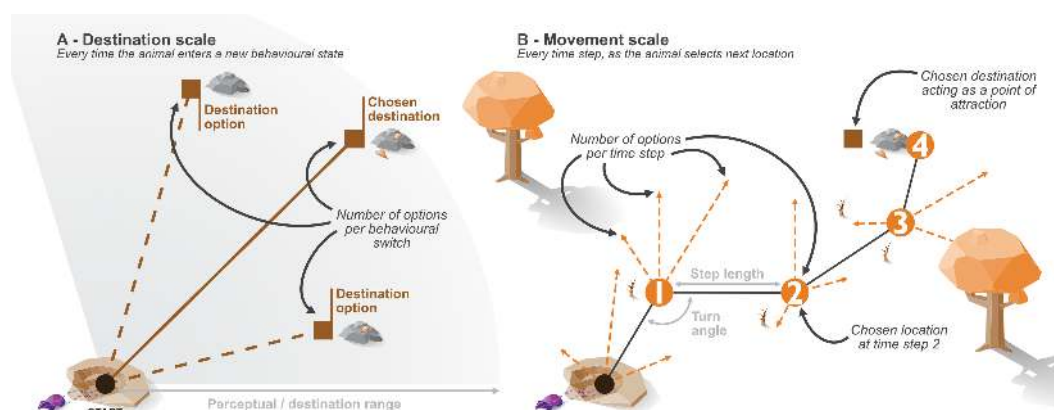 A - Destination scale
Every time the animal enters a new behavioural state
Destination
option
Chosen
destination
Number of options
per behavioural
switch
Destination
option
START
Perceptual / destination range
B - Movement scale
Every time step, as the animal selects next location
Chosen destination
acting as a point of
attraction
Number of options
per time step
4
3
Step length
1
2
Turn
angle
Chosen location
at time step 2